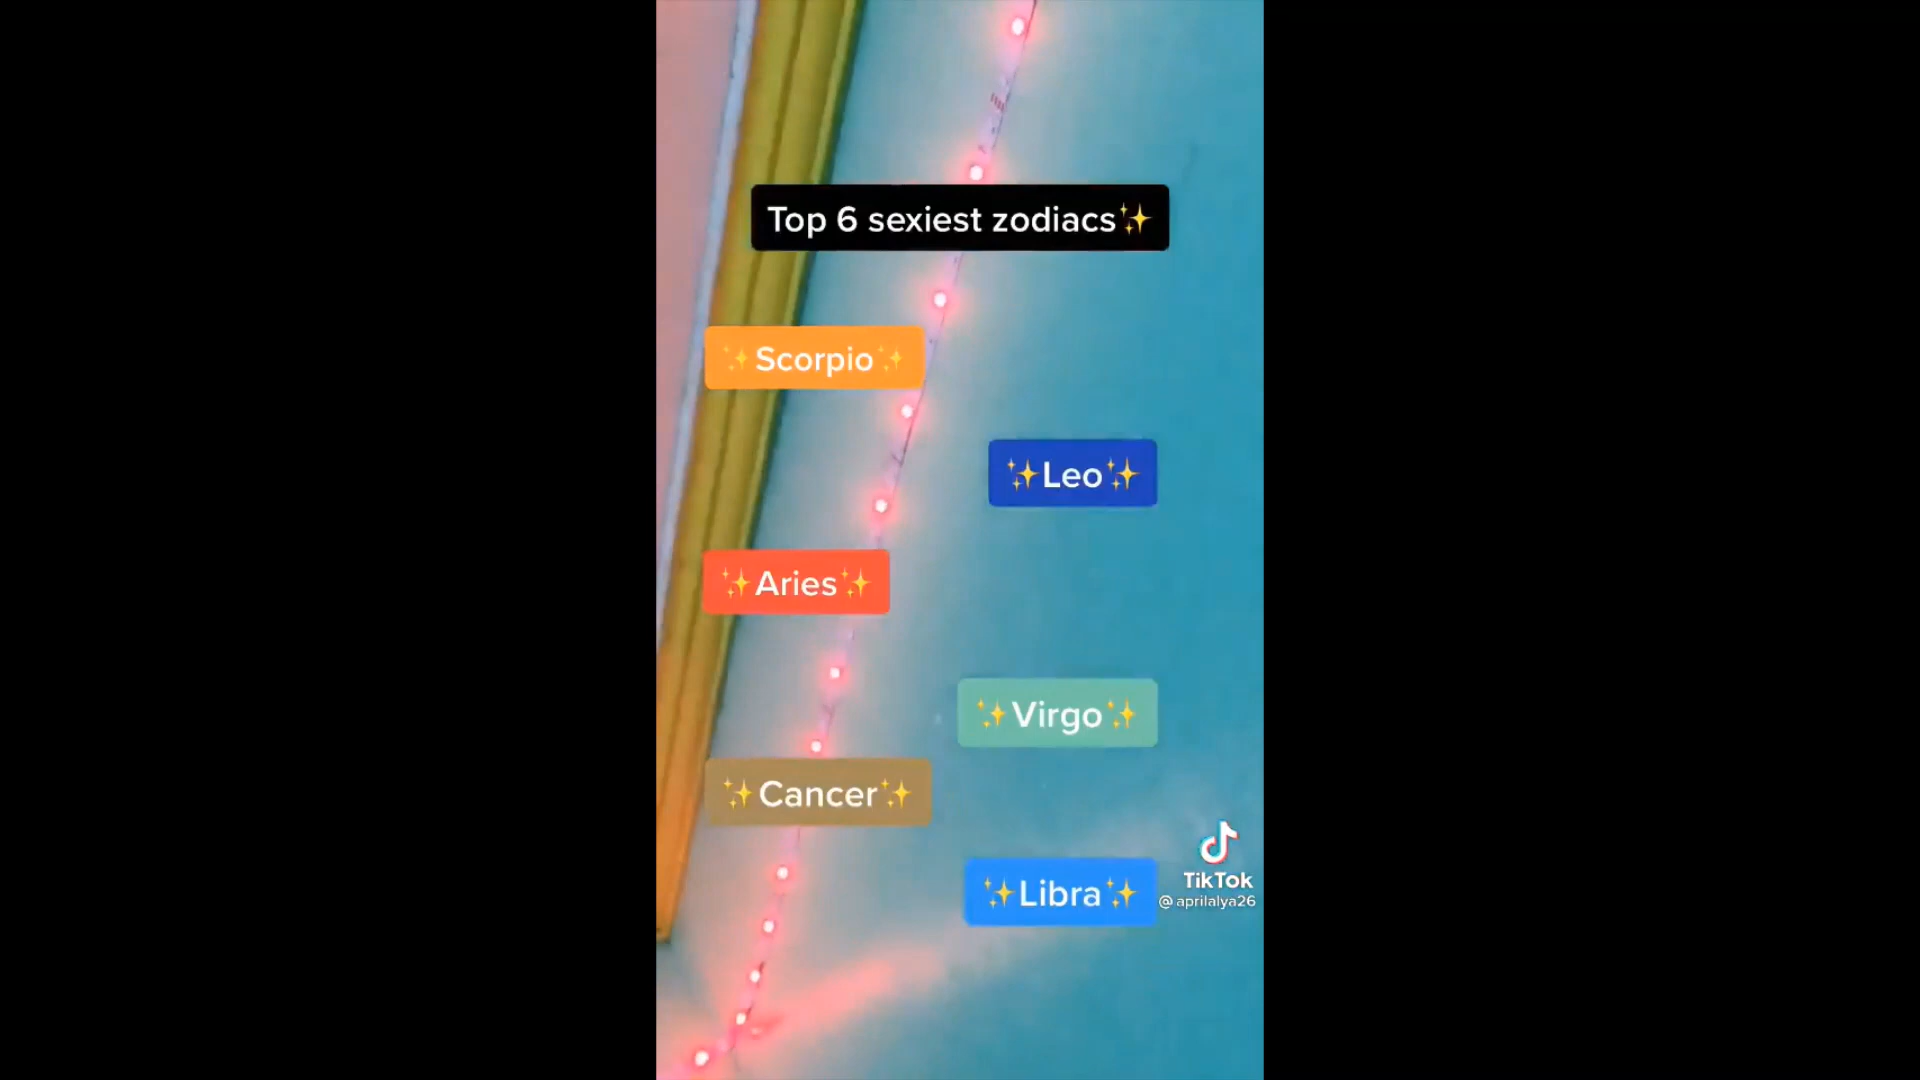 Top 6 sexiest zodiacs✨
✨Scorpio✨
✨Leo✨
✨Aries✨
✨Virgo✨
✨Cancer✨
✨Libra✨
TikTok
@aprilalya26